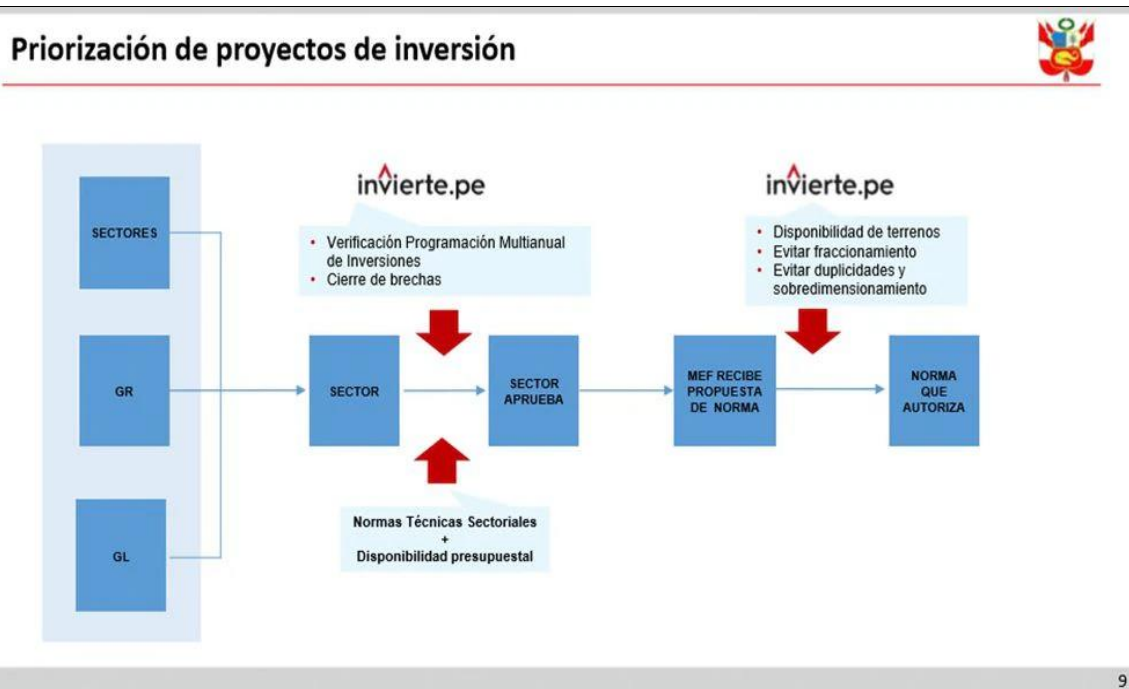 Priorización de proyectos de inversión
invierte.pe
invierte.pe
• Verificación Programación Multianual
de Inversiones
• Cierre de brechas
• Disponibilidad de terrenos
• Evitar fraccionamiento
• Evitar duplicidades y
sobredimensionamiento
SECTORES
GR
GL
SECTOR
SECTOR
APRUEBA
MEF RECIBE
PROPUESTA
DE NORMA
NORMA
QUE
AUTORIZA
Normas Técnicas Sectoriales
+
Disponibilidad presupuestal
9